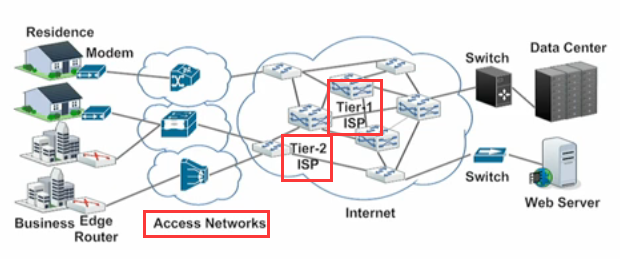 Residence
Modem
Switch
Data Center
Tier-1
ISP
Tier-2
ISP
Business
Edge
Router
Access Networks
Internet
Switch
Web Server